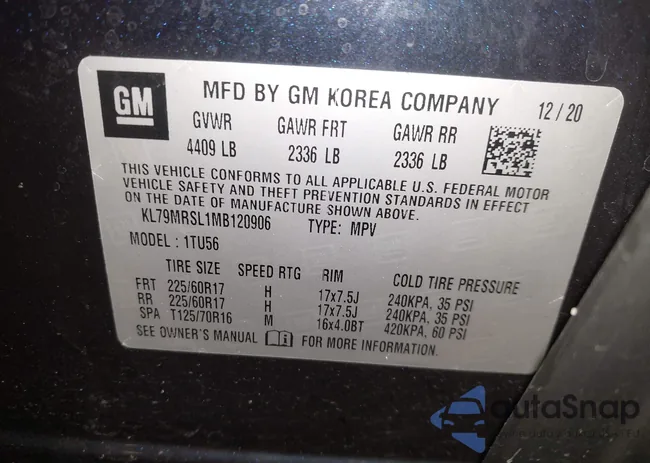 GM MFD BY GM KOREA COMPANY 12/20
GVWR GAWR FRT GAWR RR
4409 LB 2336 LB 2336 LB
THIS VEHICLE CONFORMS TO ALL APPLICABLE U.S. FEDERAL MOTOR
VEHICLE SAFETY AND THEFT PREVENTION STANDARDS IN EFFECT
ON THE DATE OF MANUFACTURE SHOWN ABOVE.
KL79MRSL1MB120906 TYPE: MPV
MODEL : 1TU56
TIRE SIZE SPEED RTG RIM COLD TIRE PRESSURE
FRT 225/60R17 H 17x7.5J 240KPA, 35 PSI
RR 225/60R17 H 17x7.5J 240KPA, 35 PSI
SPA T125/70R16 M 16x4.0BT 420KPA, 60 PSI
SEE OWNER'S MANUAL FOR MORE INFORMATION.
autaSnap